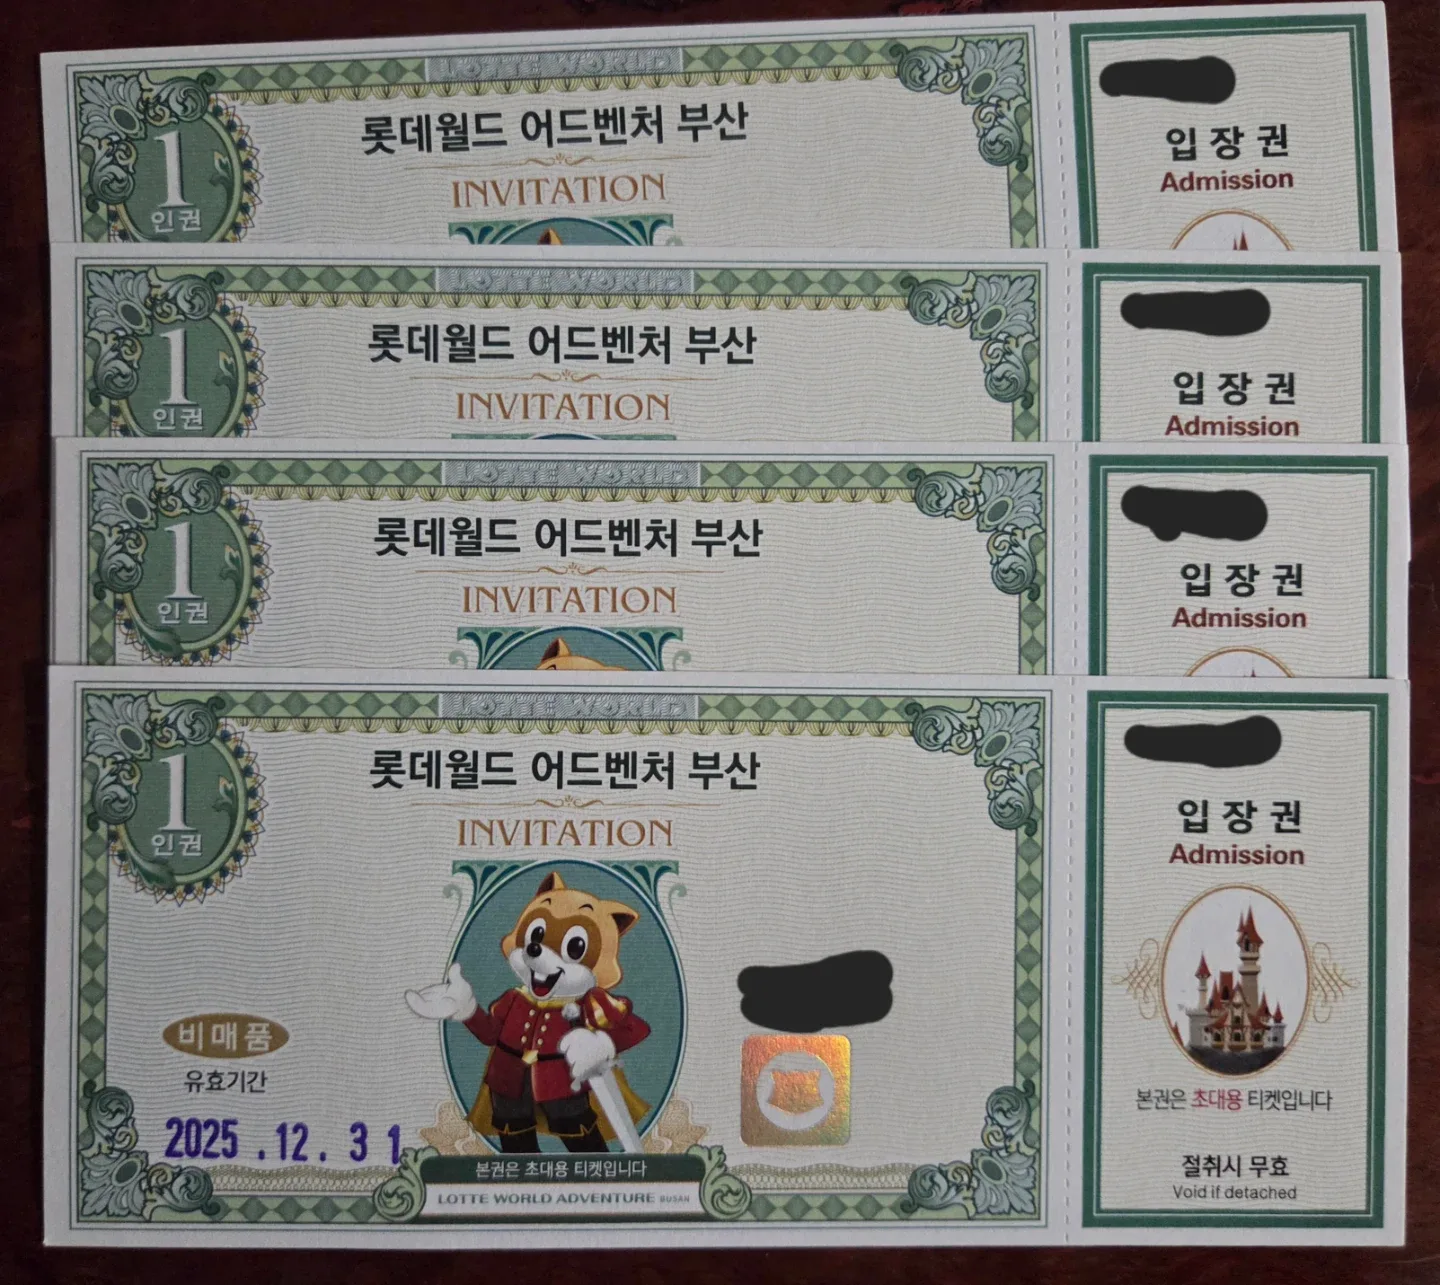 LOTTE WORLD
롯데월드 어드벤처 부산
INVITATION
1
인권
입장권
Admission
LOTTE WORLD
롯데월드 어드벤처 부산
INVITATION
1
인권
입장권
Admission
LOTTE WORLD
롯데월드 어드벤처 부산
INVITATION
1
인권
입장권
Admission
LOTTE WORLD
롯데월드 어드벤처 부산
INVITATION
1
인권
비매품
유효기간
2025.12.31
본권은 초대용 티켓입니다
LOTTE WORLD ADVENTURE BUSAN
입장권
Admission
본권은 초대용 티켓입니다
절취시 무효
Void if detached